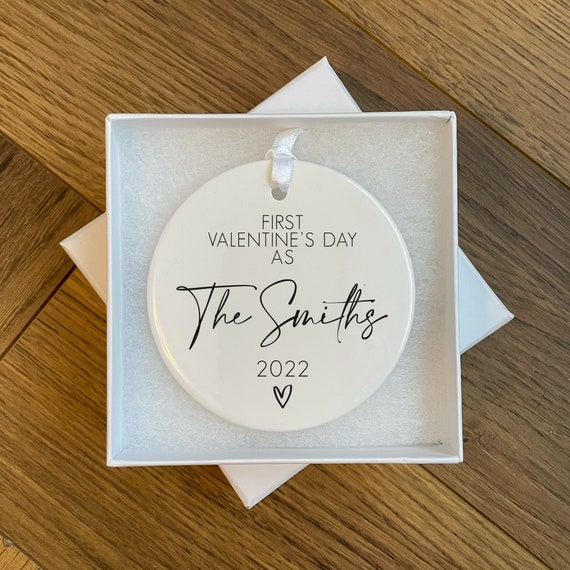 FIRST
VALENTINE'S DAY
AS
The Smiths
2022